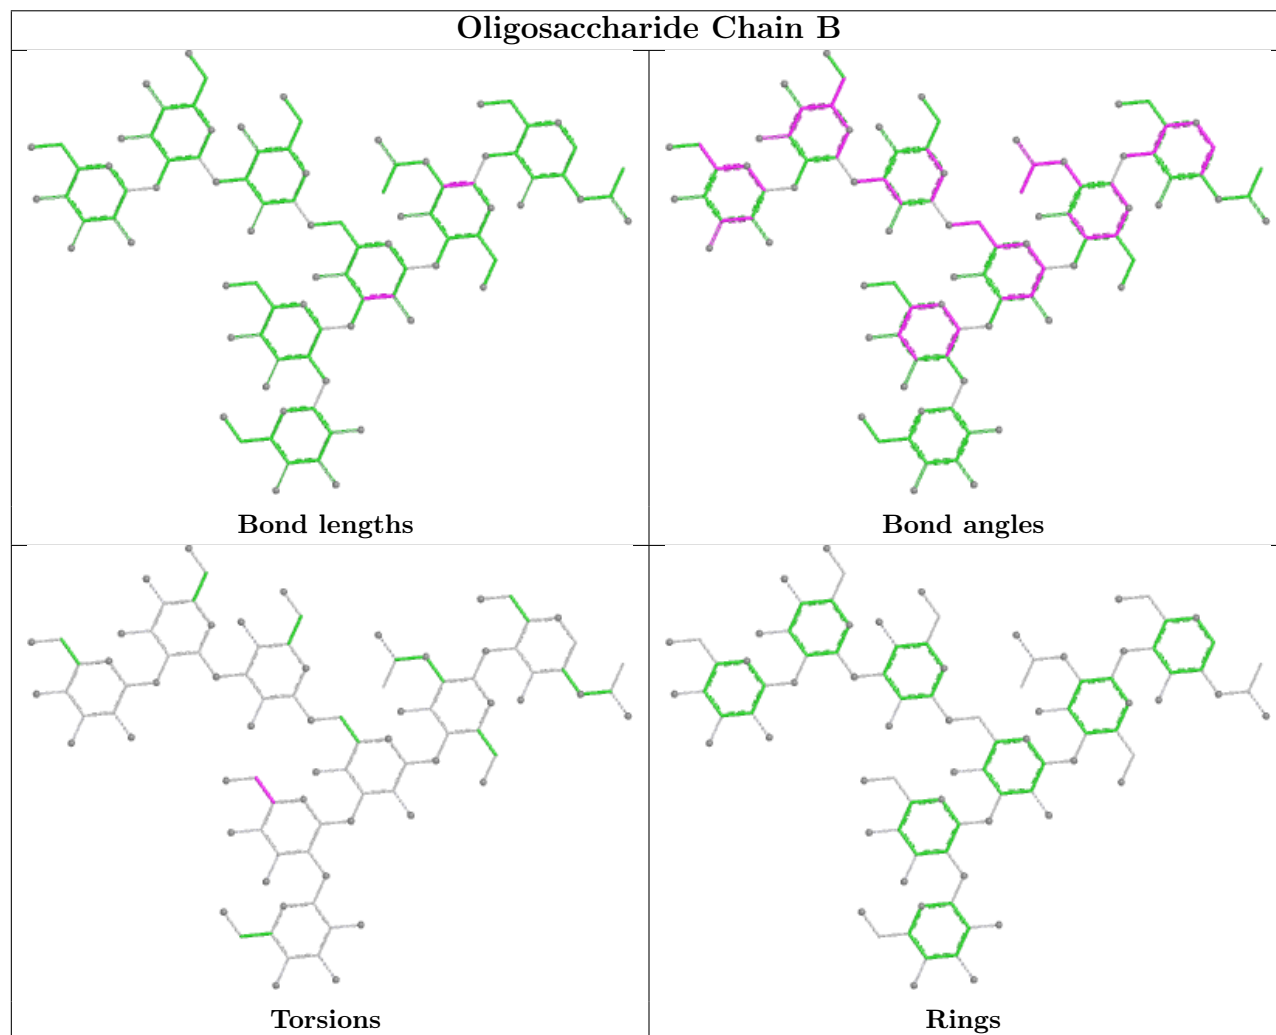 Oligosaccharide Chain B
Bond lengths
Bond angles
Torsions
Rings